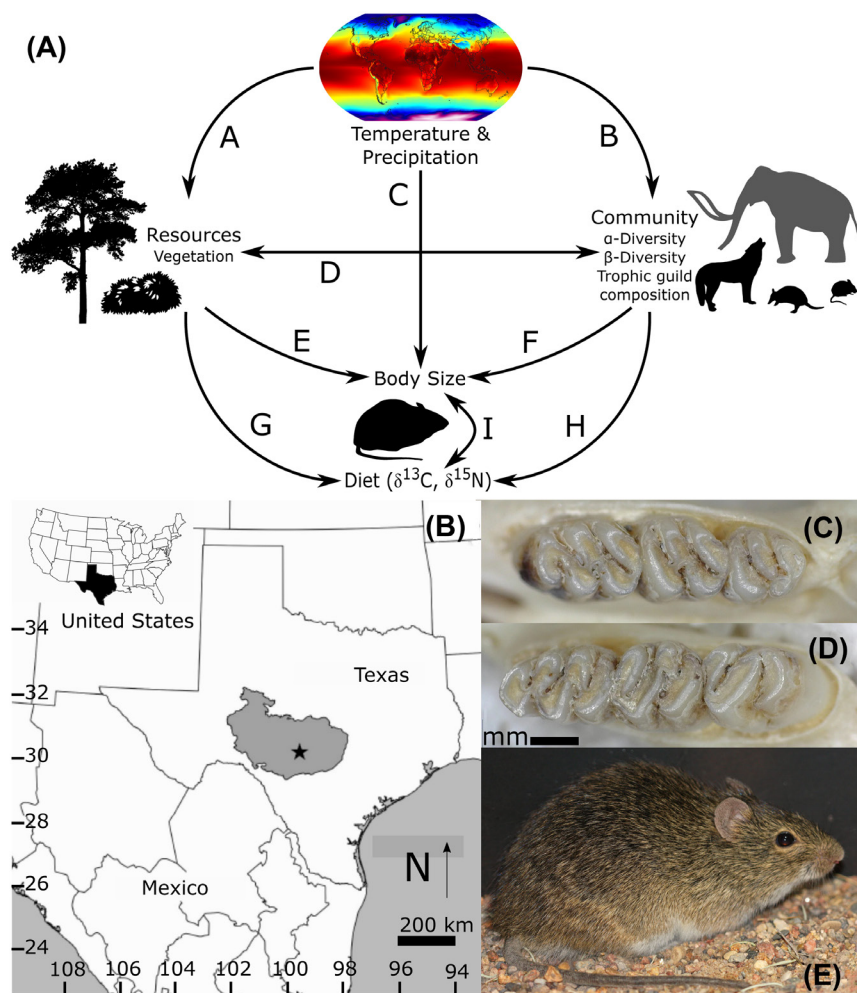 (A)
Temperature &
Precipitation
A
B
C
Resources
Vegetation
D
Community
α-Diversity
β-Diversity
Trophic guild
composition
E
F
Body Size
G
I
H
Diet (δ13C, δ15N)
(B)
United States
Texas
Mexico
N
200 km
34
32
30
28
26
24
108 106 104 102 100 98 96 94
(C)
(D)
mm
(E)